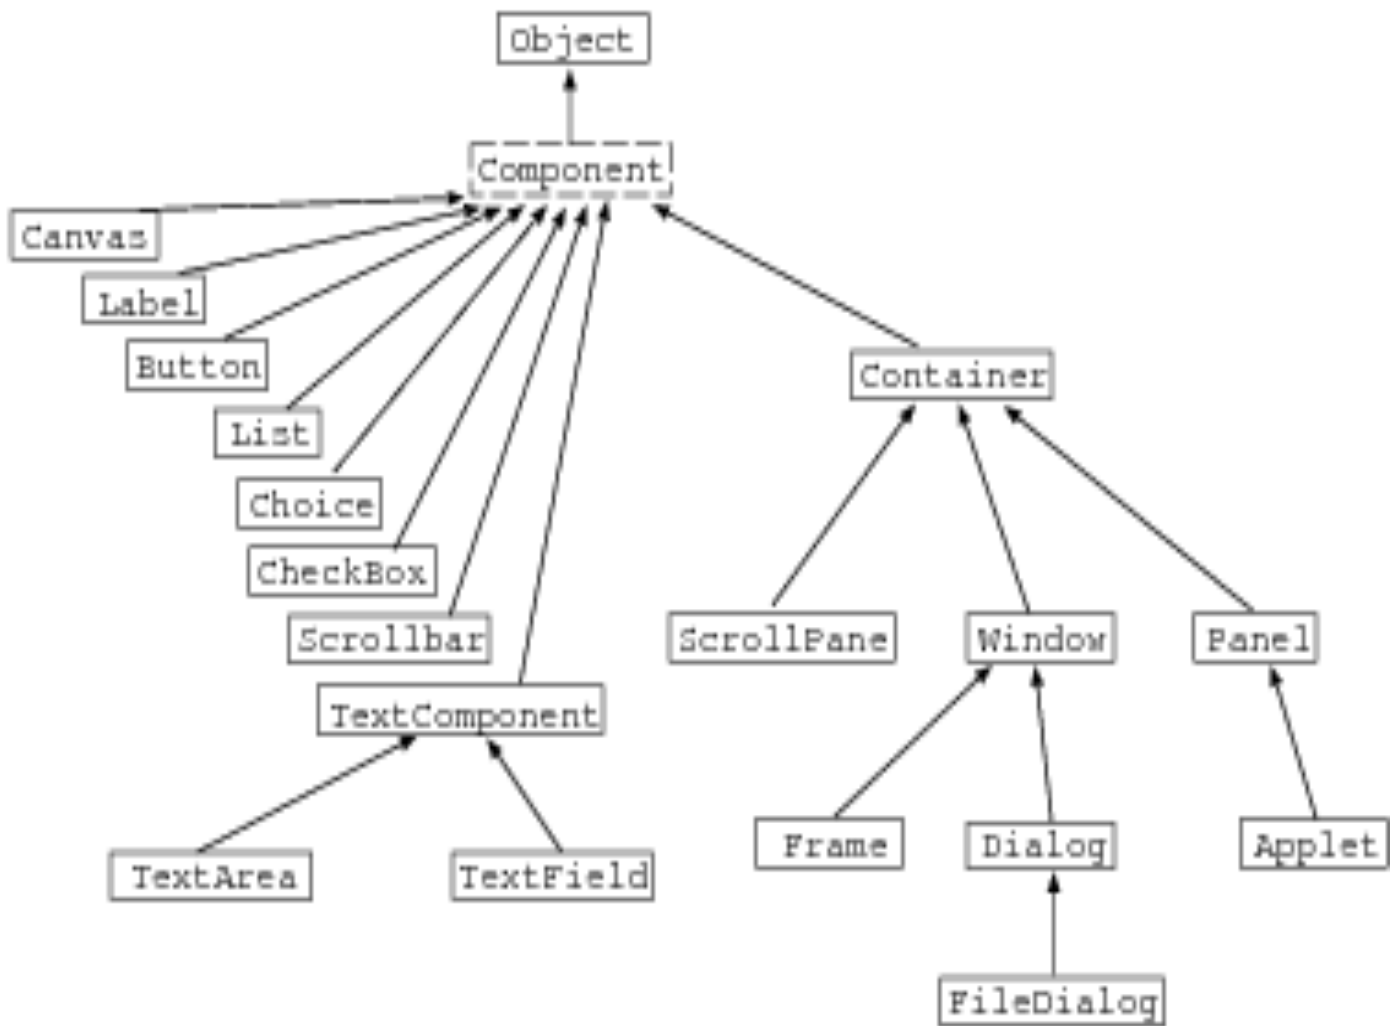 Object
Component
Canvas
Label
Button
List
Choice
CheckBox
Scrollbar
TextComponent
TextArea
TextField
Container
ScrollPane
Window
Panel
Frame
Dialog
Applet
FileDialog